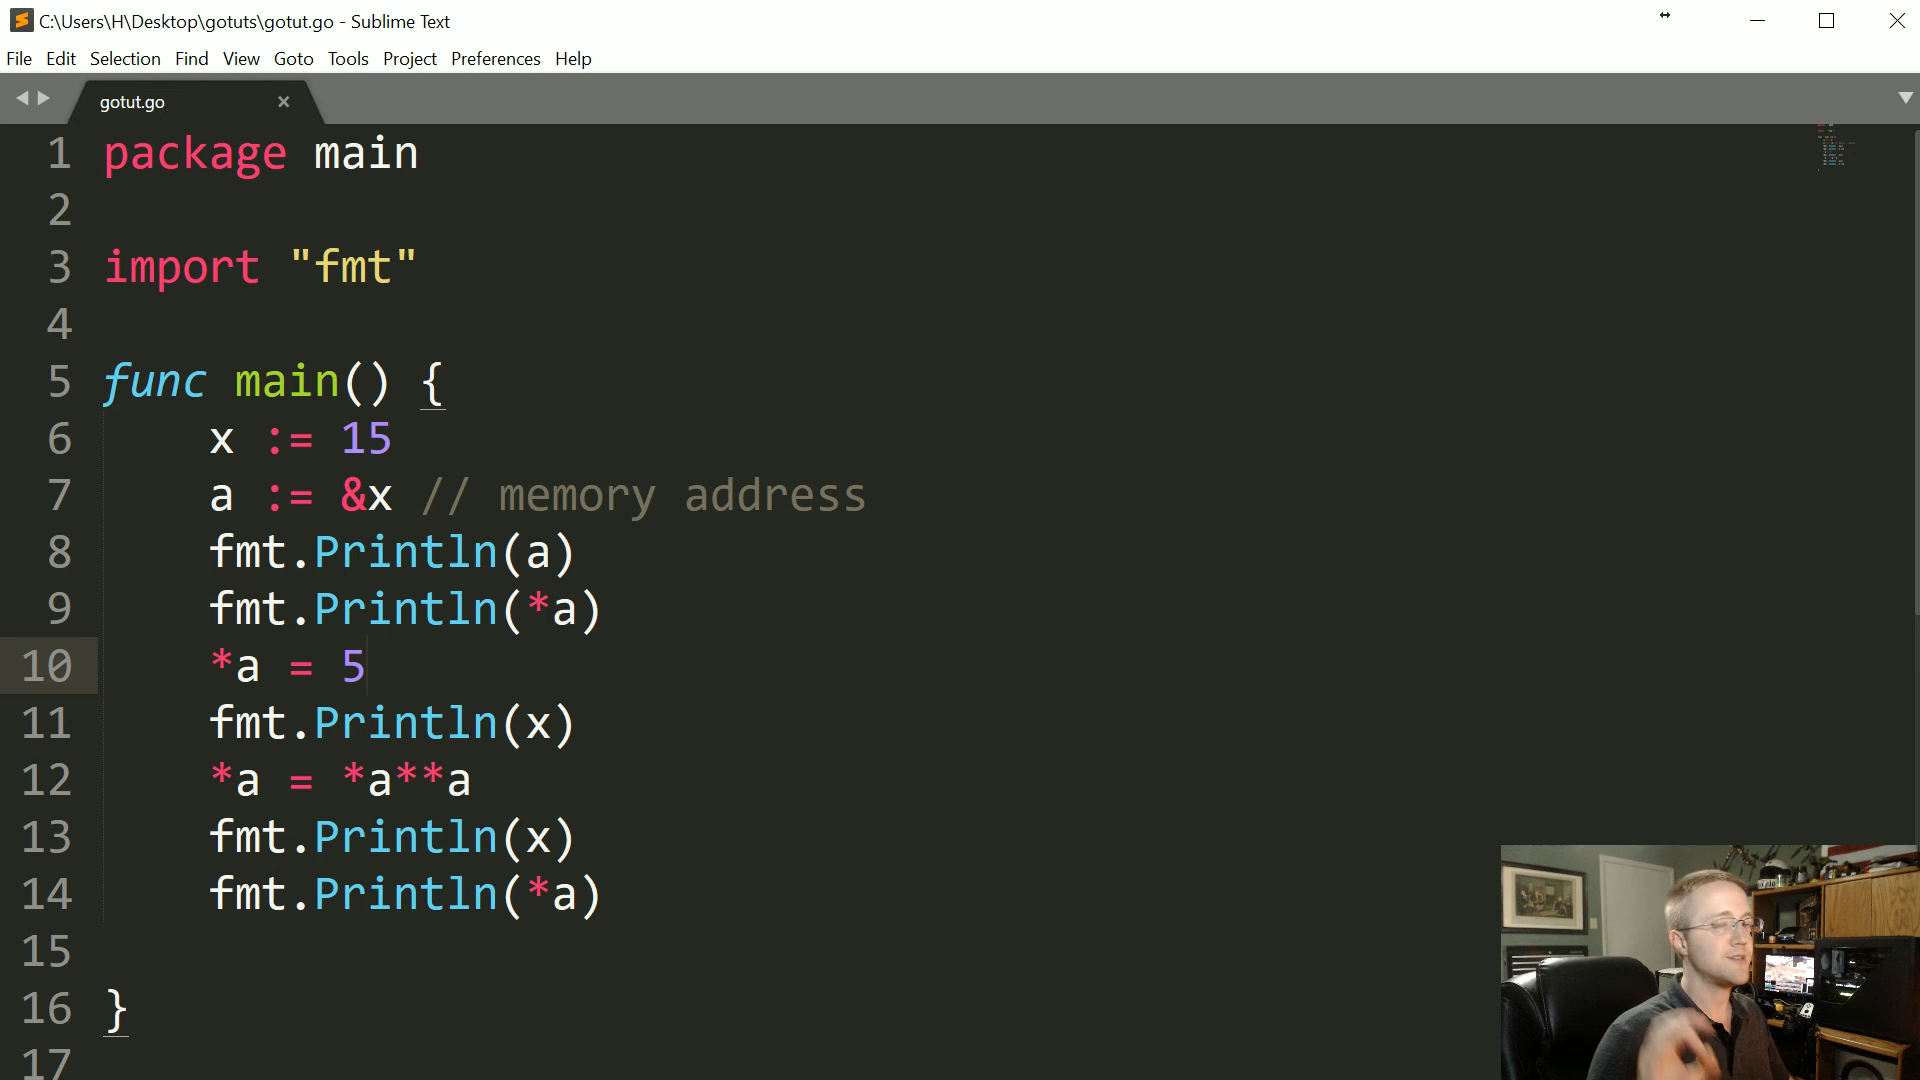 C:\Users\H\Desktop\gotuts\gotut.go - Sublime Text
File Edit Selection Find View Goto Tools Project Preferences Help
gotut.go
1 package main
2
3 import "fmt"
4
5 func main() {
6 x := 15
7 a := &x // memory address
8 fmt.Println(a)
9 fmt.Println(*a)
10 *a = 5
11 fmt.Println(x)
12 *a = *a**a
13 fmt.Println(x)
14 fmt.Println(*a)
15
16 }
17